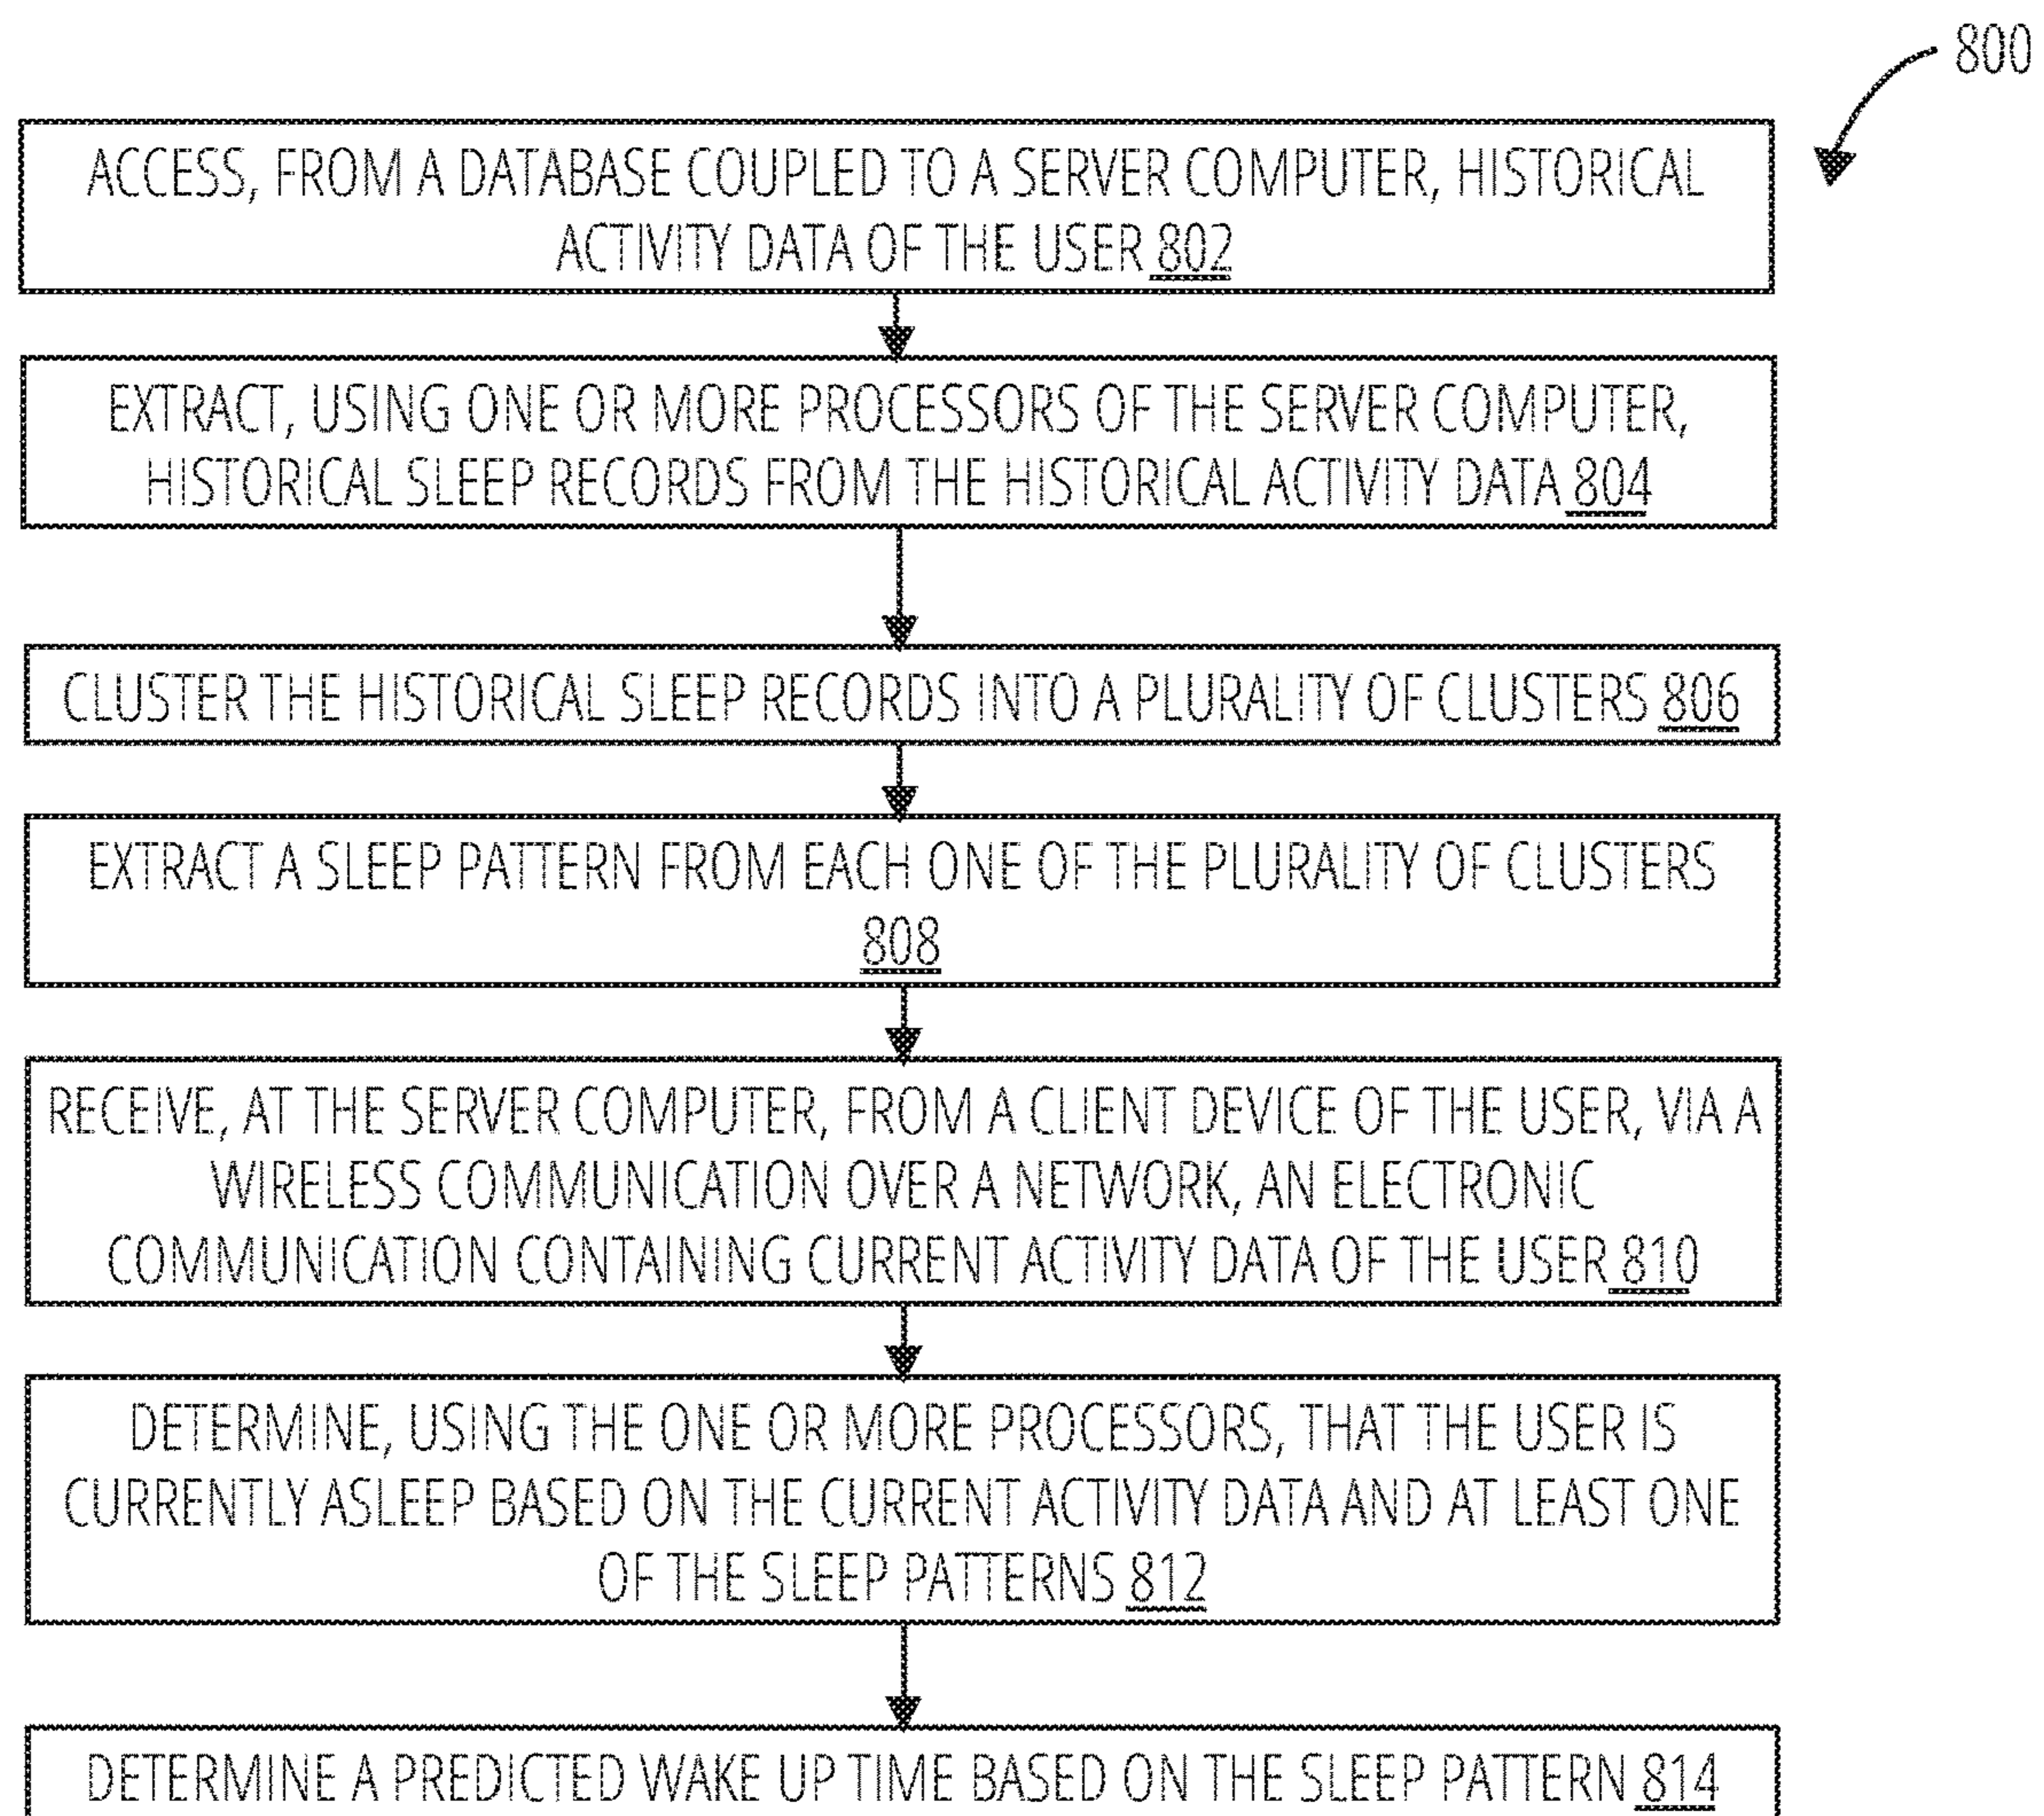 800
ACCESS, FROM A DATABASE COUPLED TO A SERVER COMPUTER, HISTORICAL
ACTIVITY DATA OF THE USER 802
EXTRACT, USING ONE OR MORE PROCESSORS OF THE SERVER COMPUTER,
HISTORICAL SLEEP RECORDS FROM THE HISTORICAL ACTIVITY DATA 804
CLUSTER THE HISTORICAL SLEEP RECORDS INTO A PLURALITY OF CLUSTERS 806
EXTRACT A SLEEP PATTERN FROM EACH ONE OF THE PLURALITY OF CLUSTERS
808
RECEIVE, AT THE SERVER COMPUTER, FROM A CLIENT DEVICE OF THE USER, VIA A
WIRELESS COMMUNICATION OVER A NETWORK, AN ELECTRONIC
COMMUNICATION CONTAINING CURRENT ACTIVITY DATA OF THE USER 810
DETERMINE, USING THE ONE OR MORE PROCESSORS, THAT THE USER IS
CURRENTLY ASLEEP BASED ON THE CURRENT ACTIVITY DATA AND AT LEAST ONE
OF THE SLEEP PATTERNS 812
DETERMINE A PREDICTED WAKE UP TIME BASED ON THE SLEEP PATTERN 814